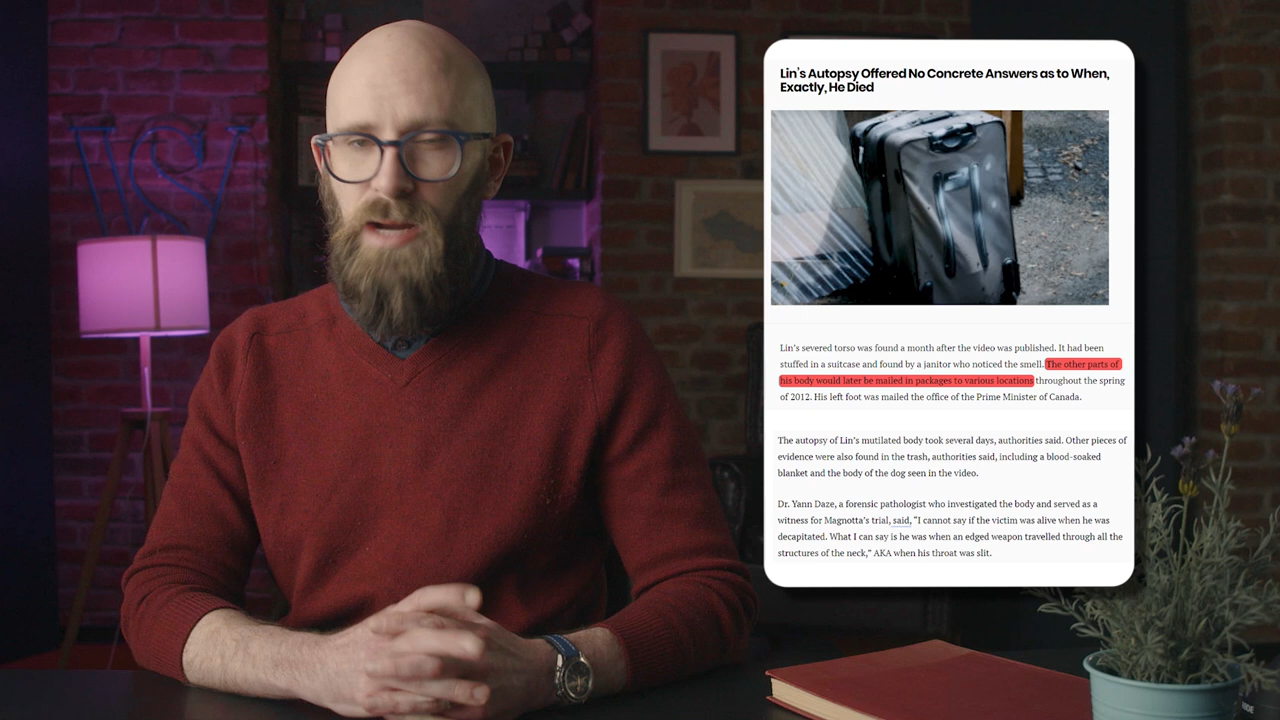 Lin's Autopsy Offered No Concrete Answers as to When,
Exactly, He Died
Lin's severed torso was found a month after the video was published. It had been
stuffed in a suitcase and found by a janitor who noticed the smell. The other parts of
his body would later be mailed in packages to various locations throughout the spring
of 2012. His left foot was mailed the office of the Prime Minister of Canada.
The autopsy of Lin's mutilated body took several days, authorities said. Other pieces of
evidence were also found in the trash, authorities said, including a blood-soaked
blanket and the body of the dog seen in the video.
Dr. Yann Daze, a forensic pathologist who investigated the body and served as a
witness for Magnotta's trial, said, “I cannot say if the victim was alive when he was
decapitated. What I can say is he was when an edged weapon travelled through all the
structures of the neck,” AKA when his throat was slit.